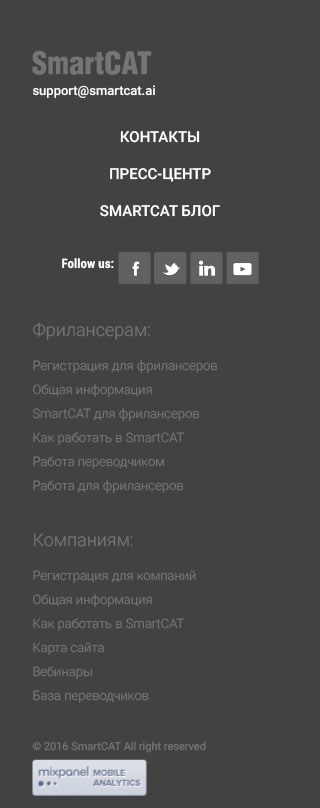 SmartCAT
support@smartcat.ai
КОНТАКТЫ
ПРЕСС-ЦЕНТР
SMARTCAT БЛОГ
Follow us:
Фрилансерам:
Регистрация для фрилансеров
Общая информация
SmartCAT для фрилансеров
Как работать в SmartCAT
Работа переводчиком
Работа для фрилансеров
Компаниям:
Регистрация для компаний
Общая информация
Как работать в SmartCAT
Карта сайта
Вебинары
База переводчиков
© 2016 SmartCAT All right reserved
mixpanel MOBILE
ANALYTICS